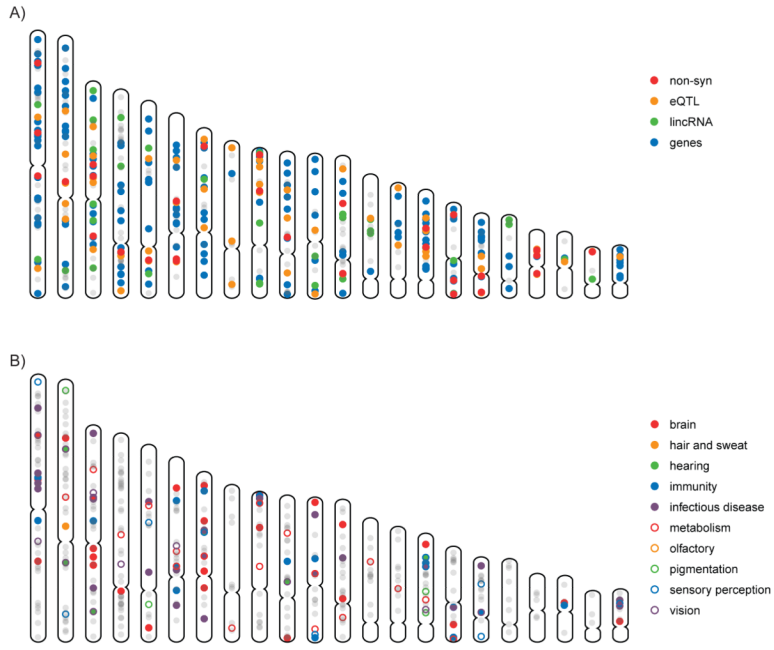 A)
non-syn
eQTL
lincRNA
genes
B)
brain
hair and sweat
hearing
immunity
infectious disease
metabolism
olfactory
pigmentation
sensory perception
vision